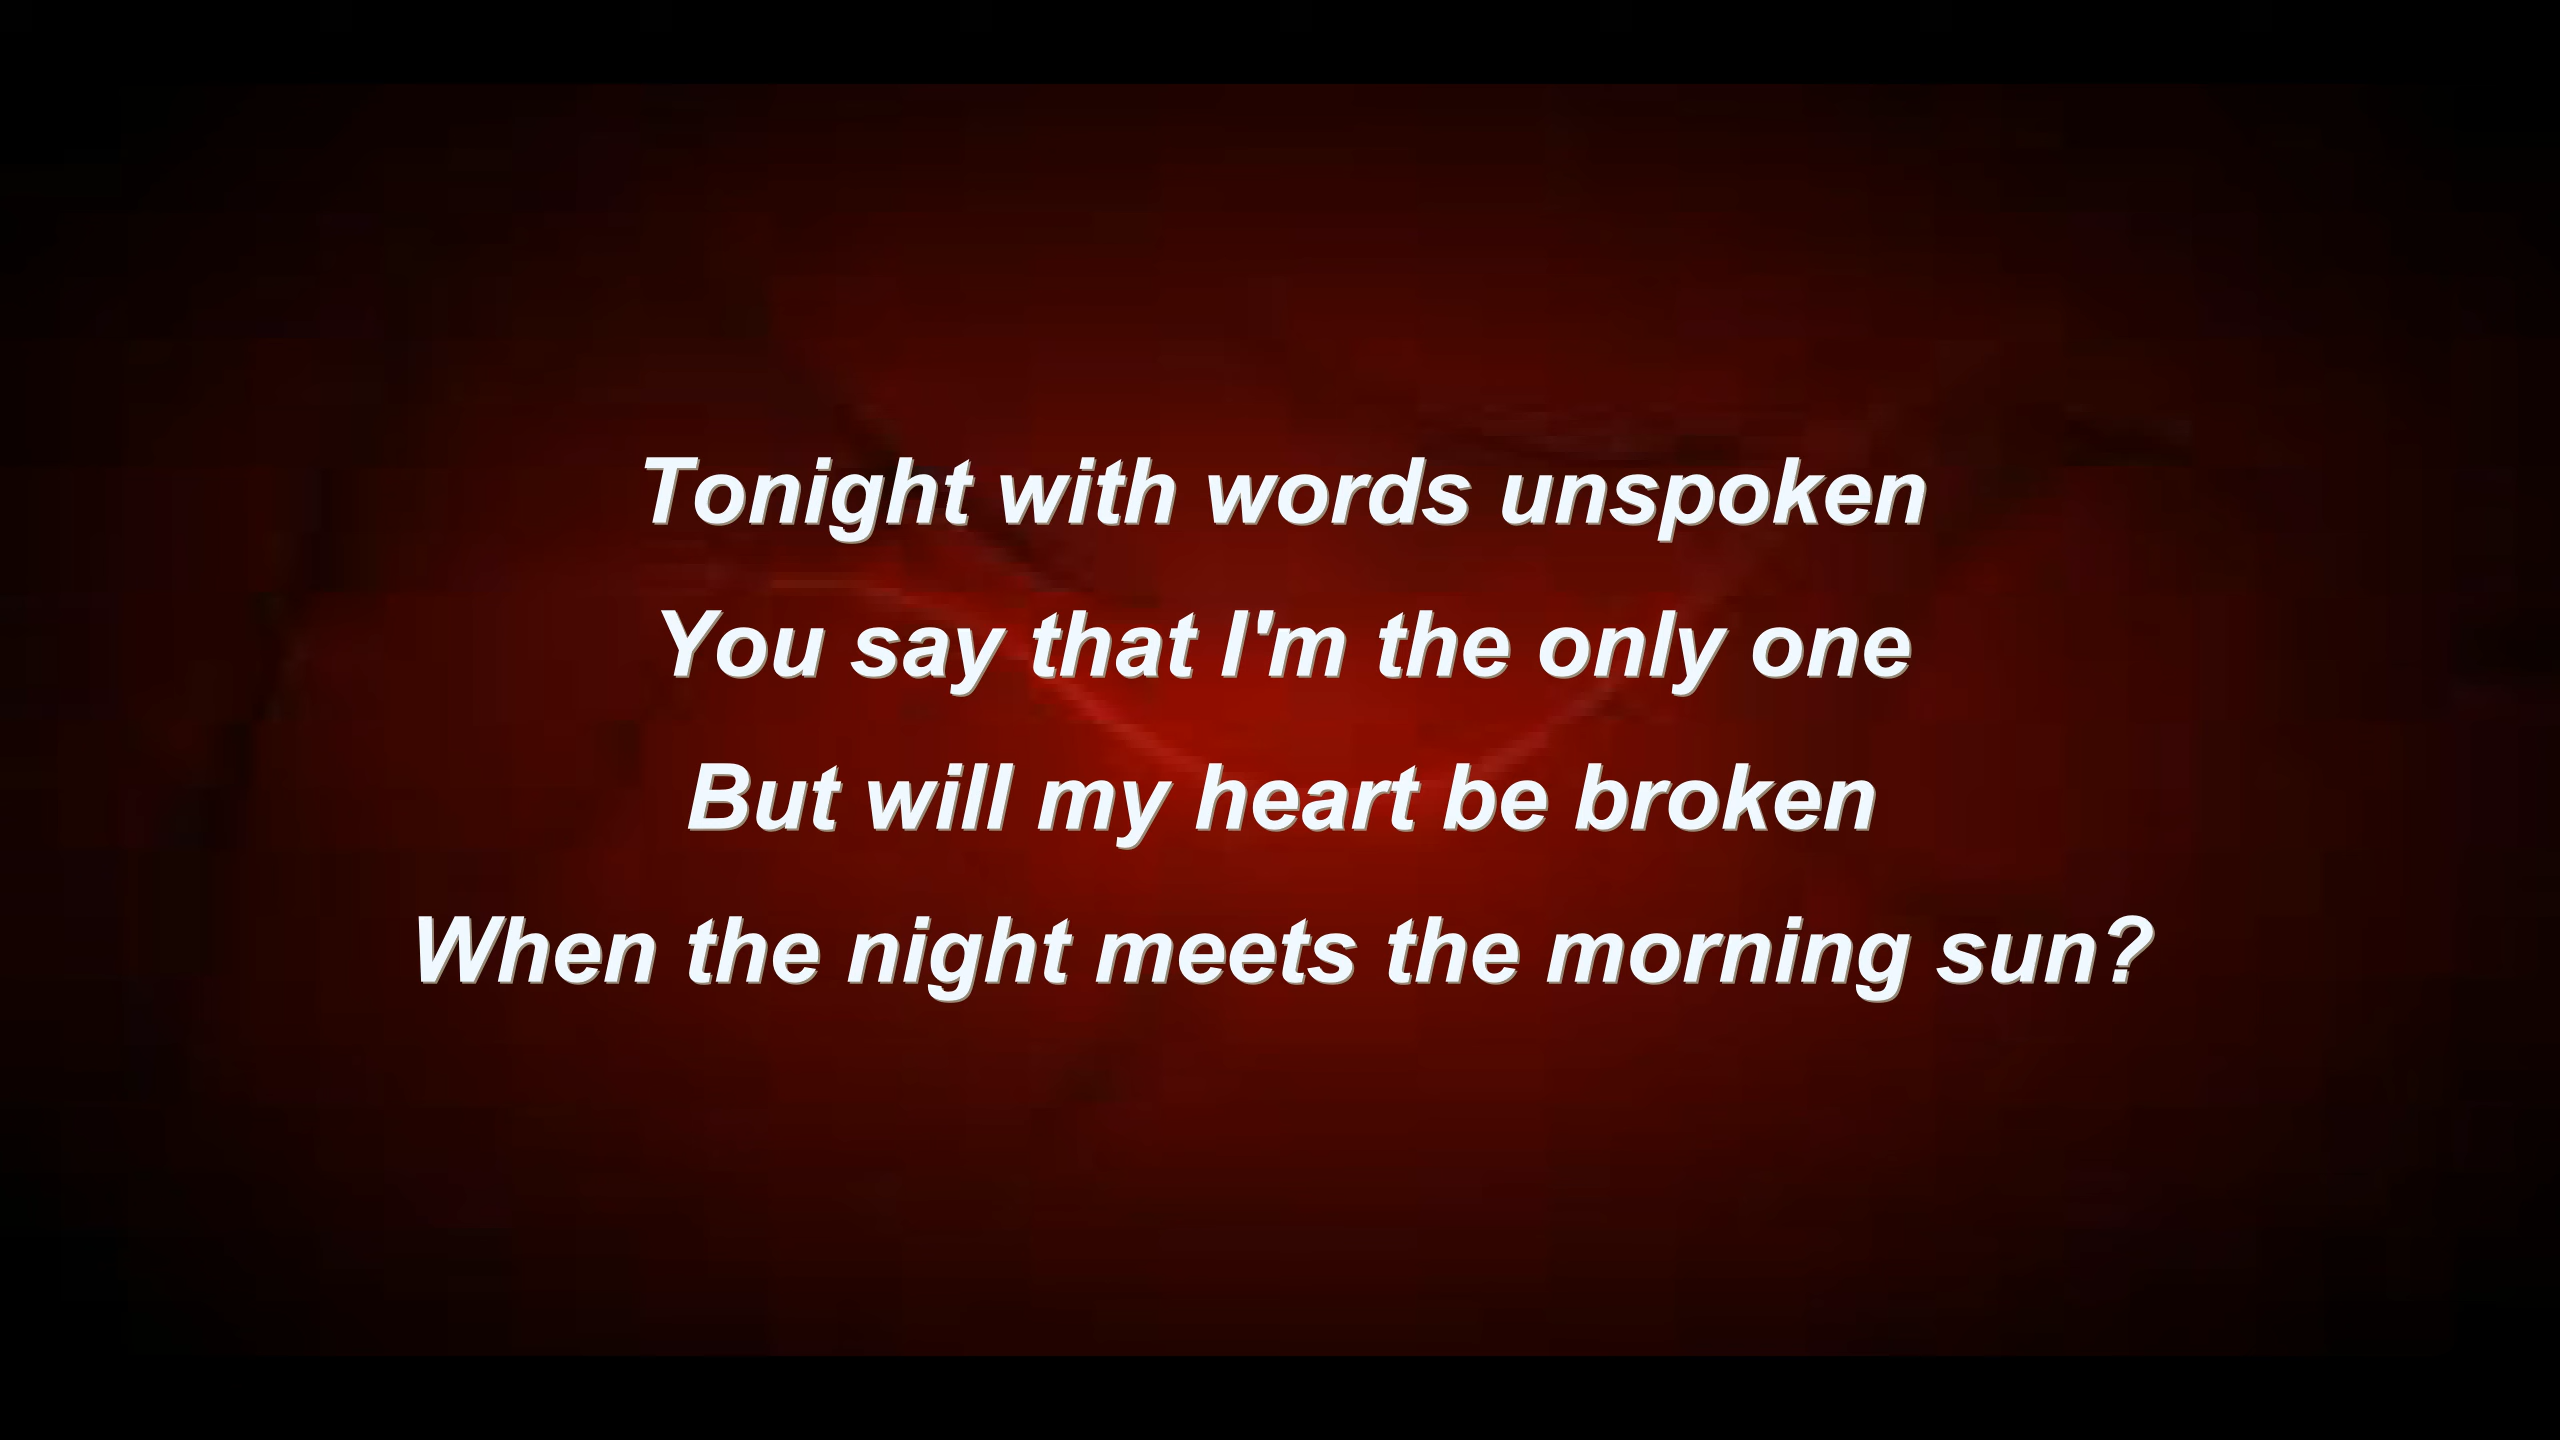 Tonight with words unspoken
You say that I'm the only one
But will my heart be broken
When the night meets the morning sun?